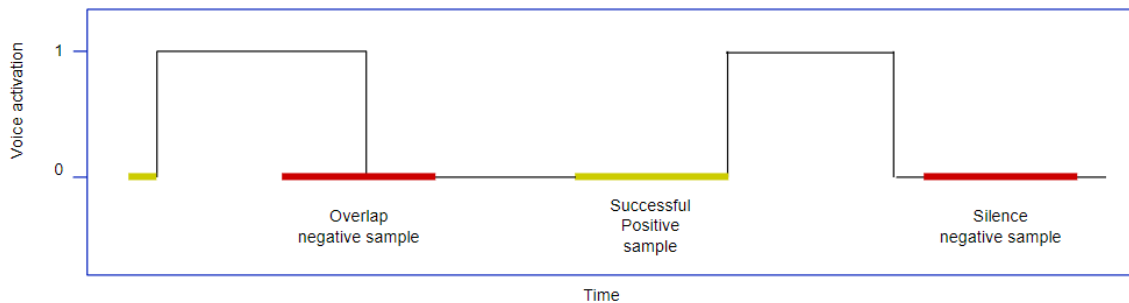 Voice activation
1
0
Overlap
negative sample
Successful
Positive
sample
Silence
negative sample
Time